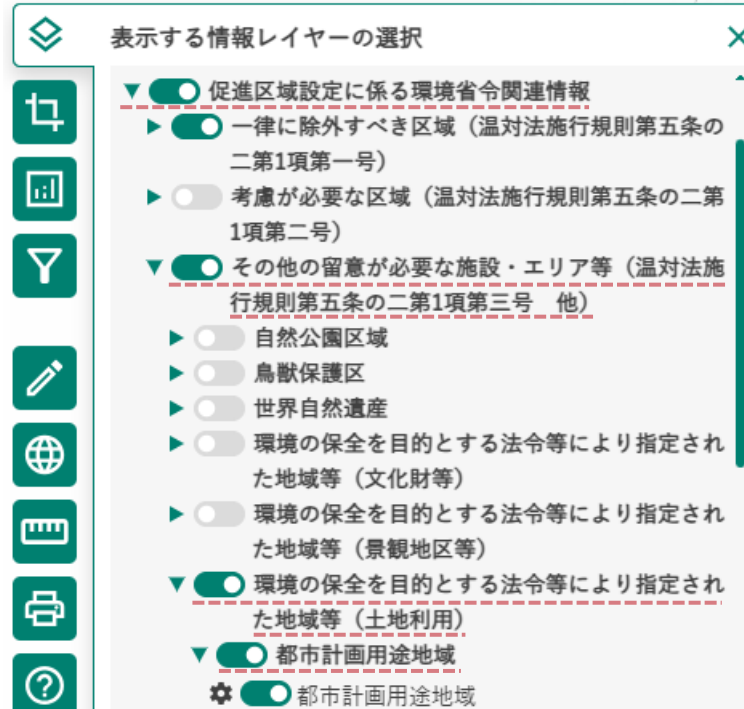 表示する情報レイヤーの選択
促進区域設定に係る環境省令関連情報
一律に除外すべき区域（温対法施行規則第五条の
二第1項第一号）
考慮が必要な区域（温対法施行規則第五条の二第
1項第二号）
その他の留意が必要な施設・エリア等（温対法施
行規則第五条の二第1項第三号　他）
自然公園区域
鳥獣保護区
世界自然遺産
環境の保全を目的とする法令等により指定され
た地域等（文化財等）
環境の保全を目的とする法令等により指定され
た地域等（景観地区等）
環境の保全を目的とする法令等により指定され
た地域等（土地利用）
都市計画用途地域
都市計画用途地域